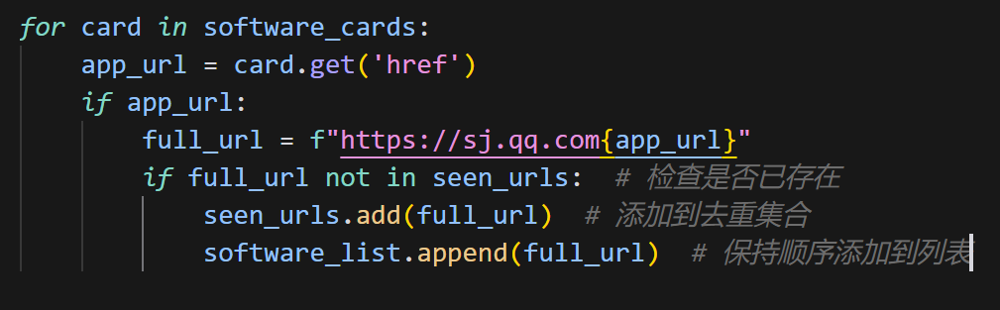 for card in software_cards:
    app_url = card.get('href')
    if app_url:
        full_url = f"https://sj.qq.com{app_url}"
        if full_url not in seen_urls:  # 检查是否已存在
            seen_urls.add(full_url)  # 添加到去重集合
            software_list.append(full_url)  # 保持顺序添加到列表